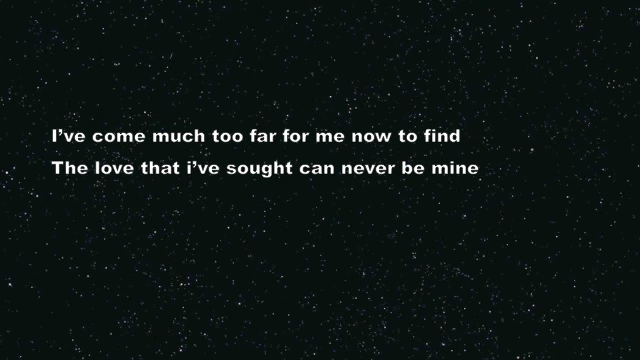 I’ve come much too far for me now to find
The love that i’ve sought can never be mine